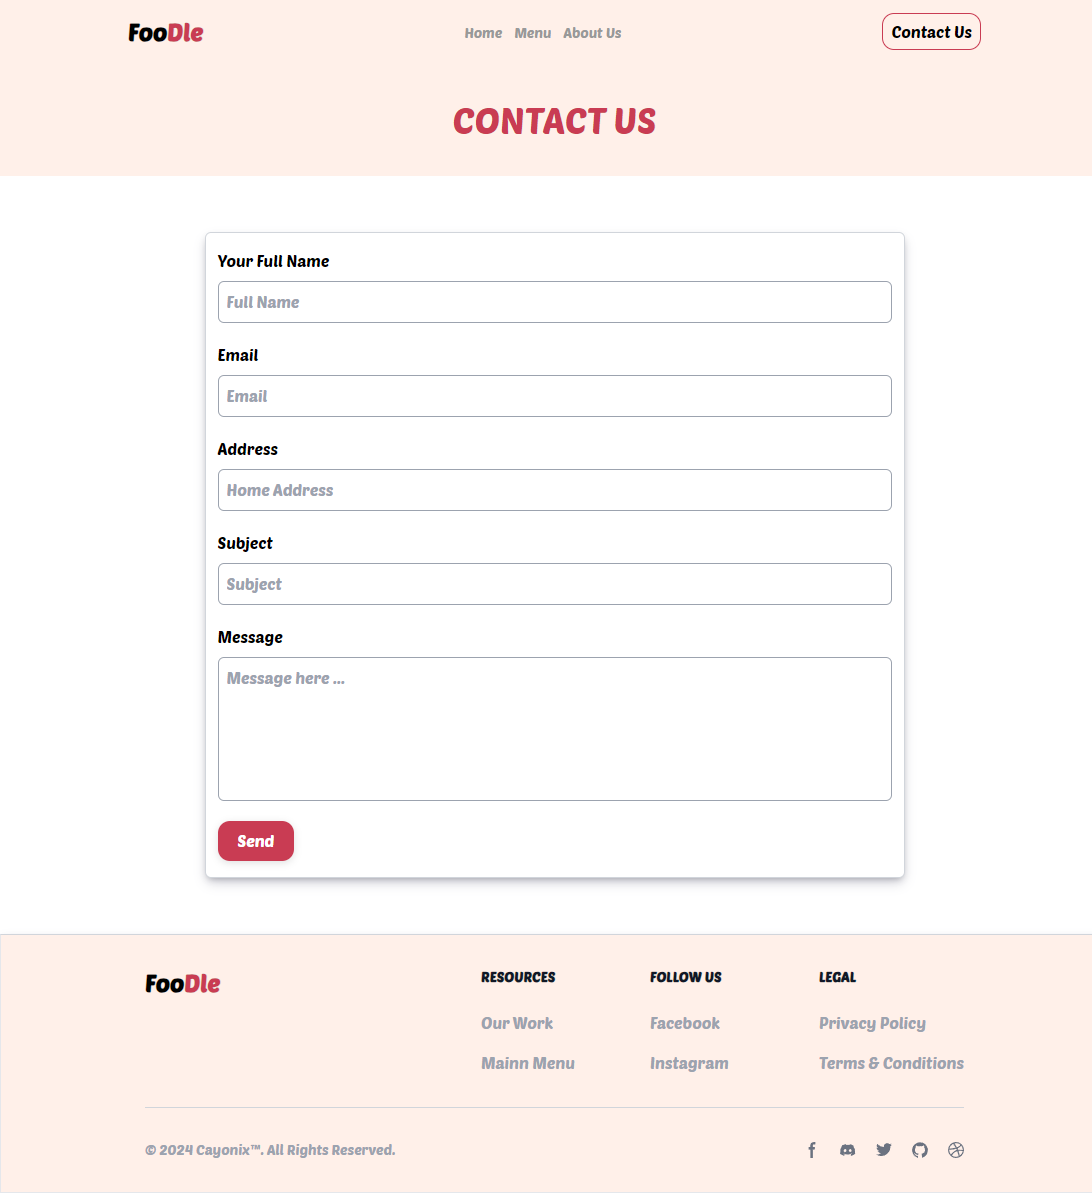 FooDle
Home Menu About Us
Contact Us
CONTACT US
Your Full Name
Full Name
Email
Email
Address
Home Address
Subject
Subject
Message
Message here ...
Send
FooDle
RESOURCES
Our Work
Mainn Menu
FOLLOW US
Facebook
Instagram
LEGAL
Privacy Policy
Terms & Conditions
© 2024 Cayonix™. All Rights Reserved.